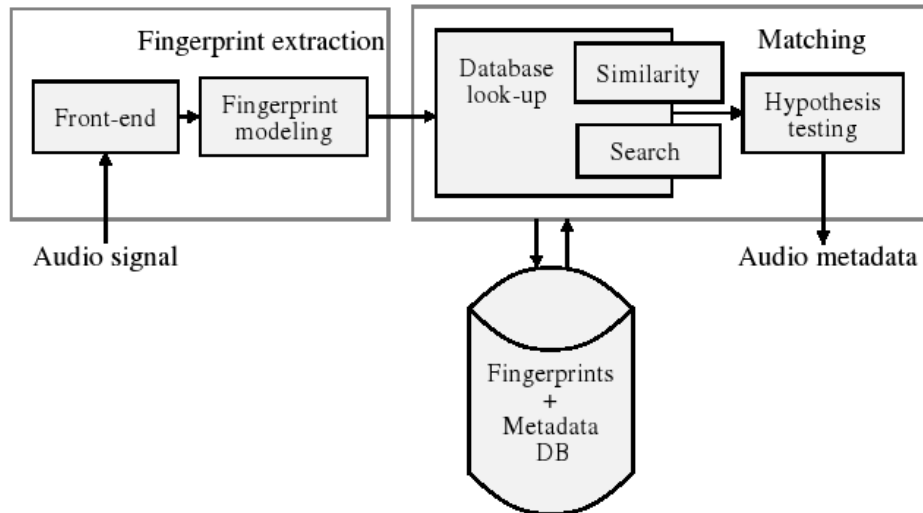 Fingerprint extraction
Front-end
Fingerprint
modeling
Audio signal
Matching
Database
look-up
Similarity
Search
Hypothesis
testing
Audio metadata
Fingerprints
+
Metadata
DB